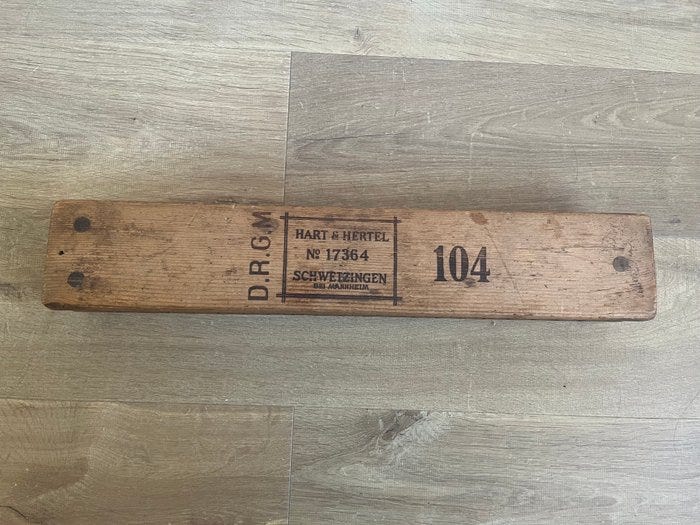 D.R.G.M
HART & HERTEL
No 17364
SCHWETZINGEN
BEI MANNHEIM
104